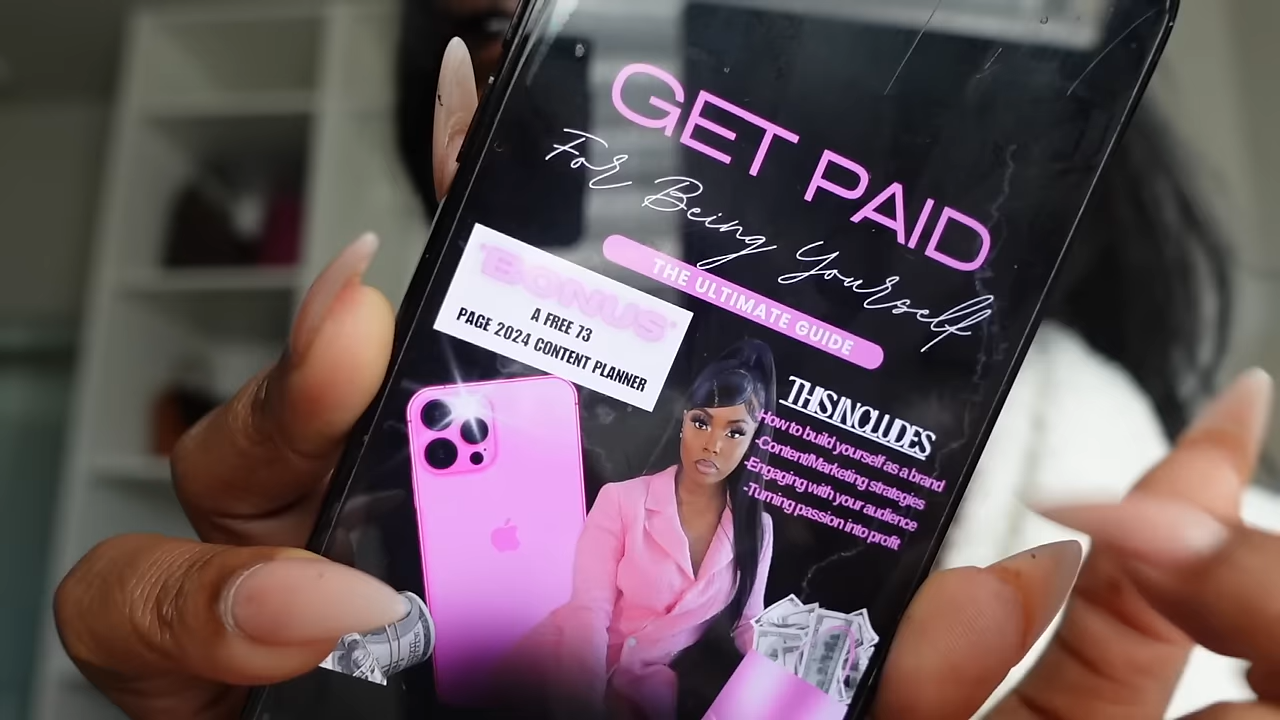 GET PAID
For Being Yourself
THE ULTIMATE GUIDE
"BONUS"
A FREE 73
PAGE 2024 CONTENT PLANNER
THIS INCLUDES
-How to build yourself as a brand
-Content/Marketing strategies
-Engaging with your audience
-Turning passion into profit